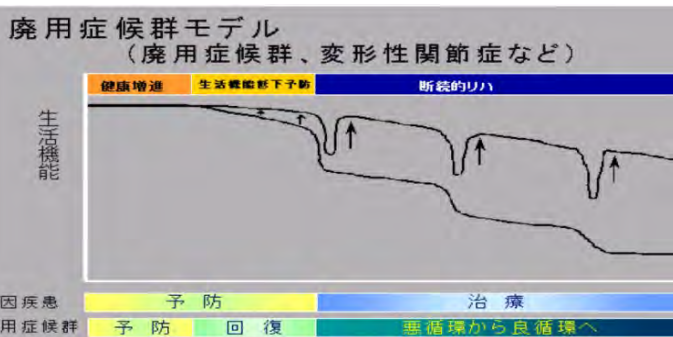 廃用症候群モデル
（廃用症候群、変形性関節症など）
健康増進 生活機能低下予防 断続的リハ
生活機能
因疾患 予防 治療
用症候群 予防 回復 悪循環から良循環へ